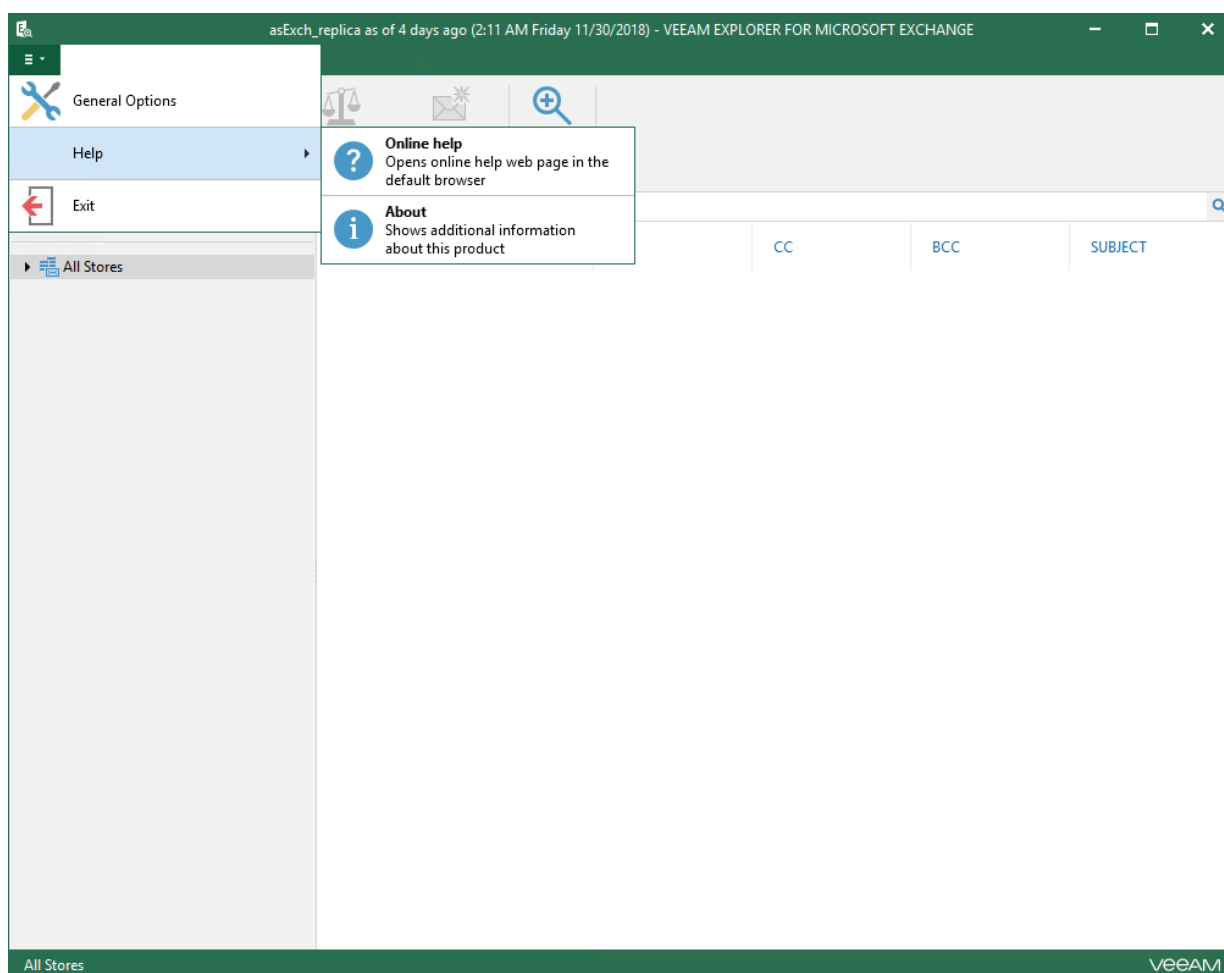 asExch_replica as of 4 days ago (2:11 AM Friday 11/30/2018) - VEEAM EXPLORER FOR MICROSOFT EXCHANGE
General Options
Help
Online help
Opens online help web page in the
default browser
Exit
About
Shows additional information
about this product
CC
BCC
SUBJECT
All Stores
All Stores
VEEAM